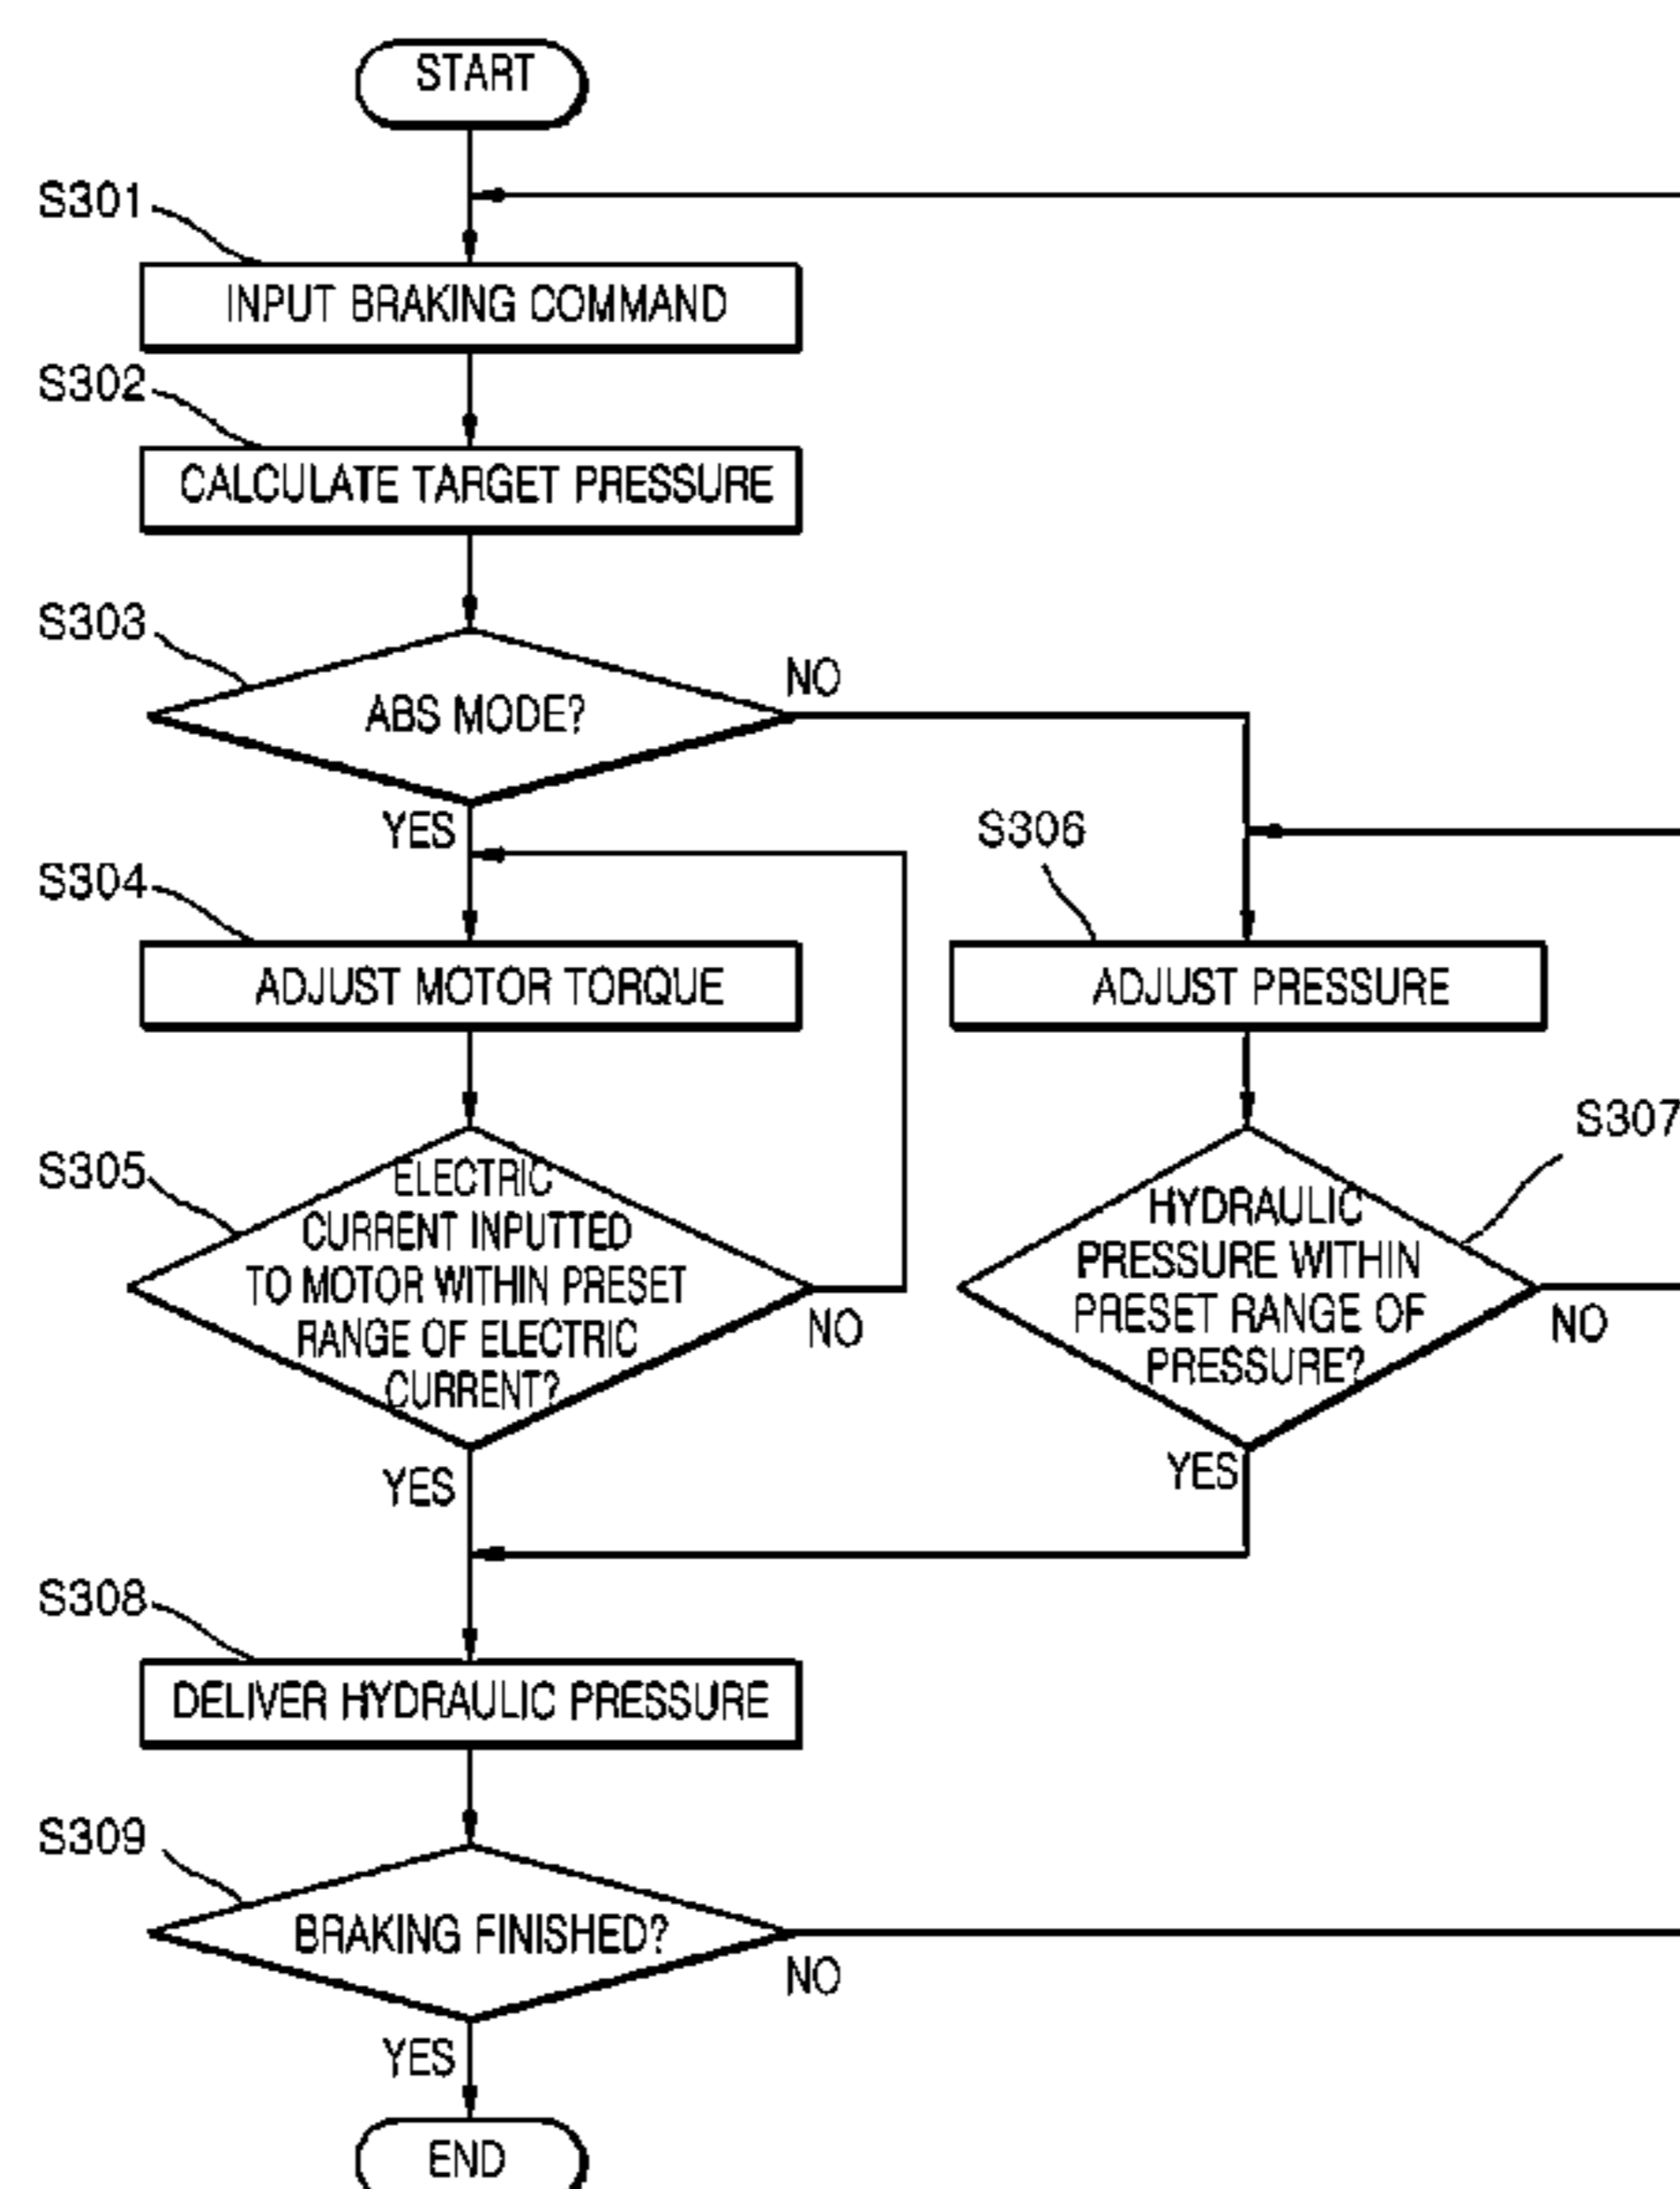 START
S301
INPUT BRAKING COMMAND
S302
CALCULATE TARGET PRESSURE
S303
ABS MODE?
NO
YES
S304
ADJUST MOTOR TORQUE
S306
ADJUST PRESSURE
S305
ELECTRIC
CURRENT INPUTTED
TO MOTOR WITHIN PRESET
RANGE OF ELECTRIC
CURRENT?
NO
YES
S307
HYDRAULIC
PRESSURE WITHIN
PRESET RANGE OF
PRESSURE?
NO
YES
S308
DELIVER HYDRAULIC PRESSURE
S309
BRAKING FINISHED?
NO
YES
END